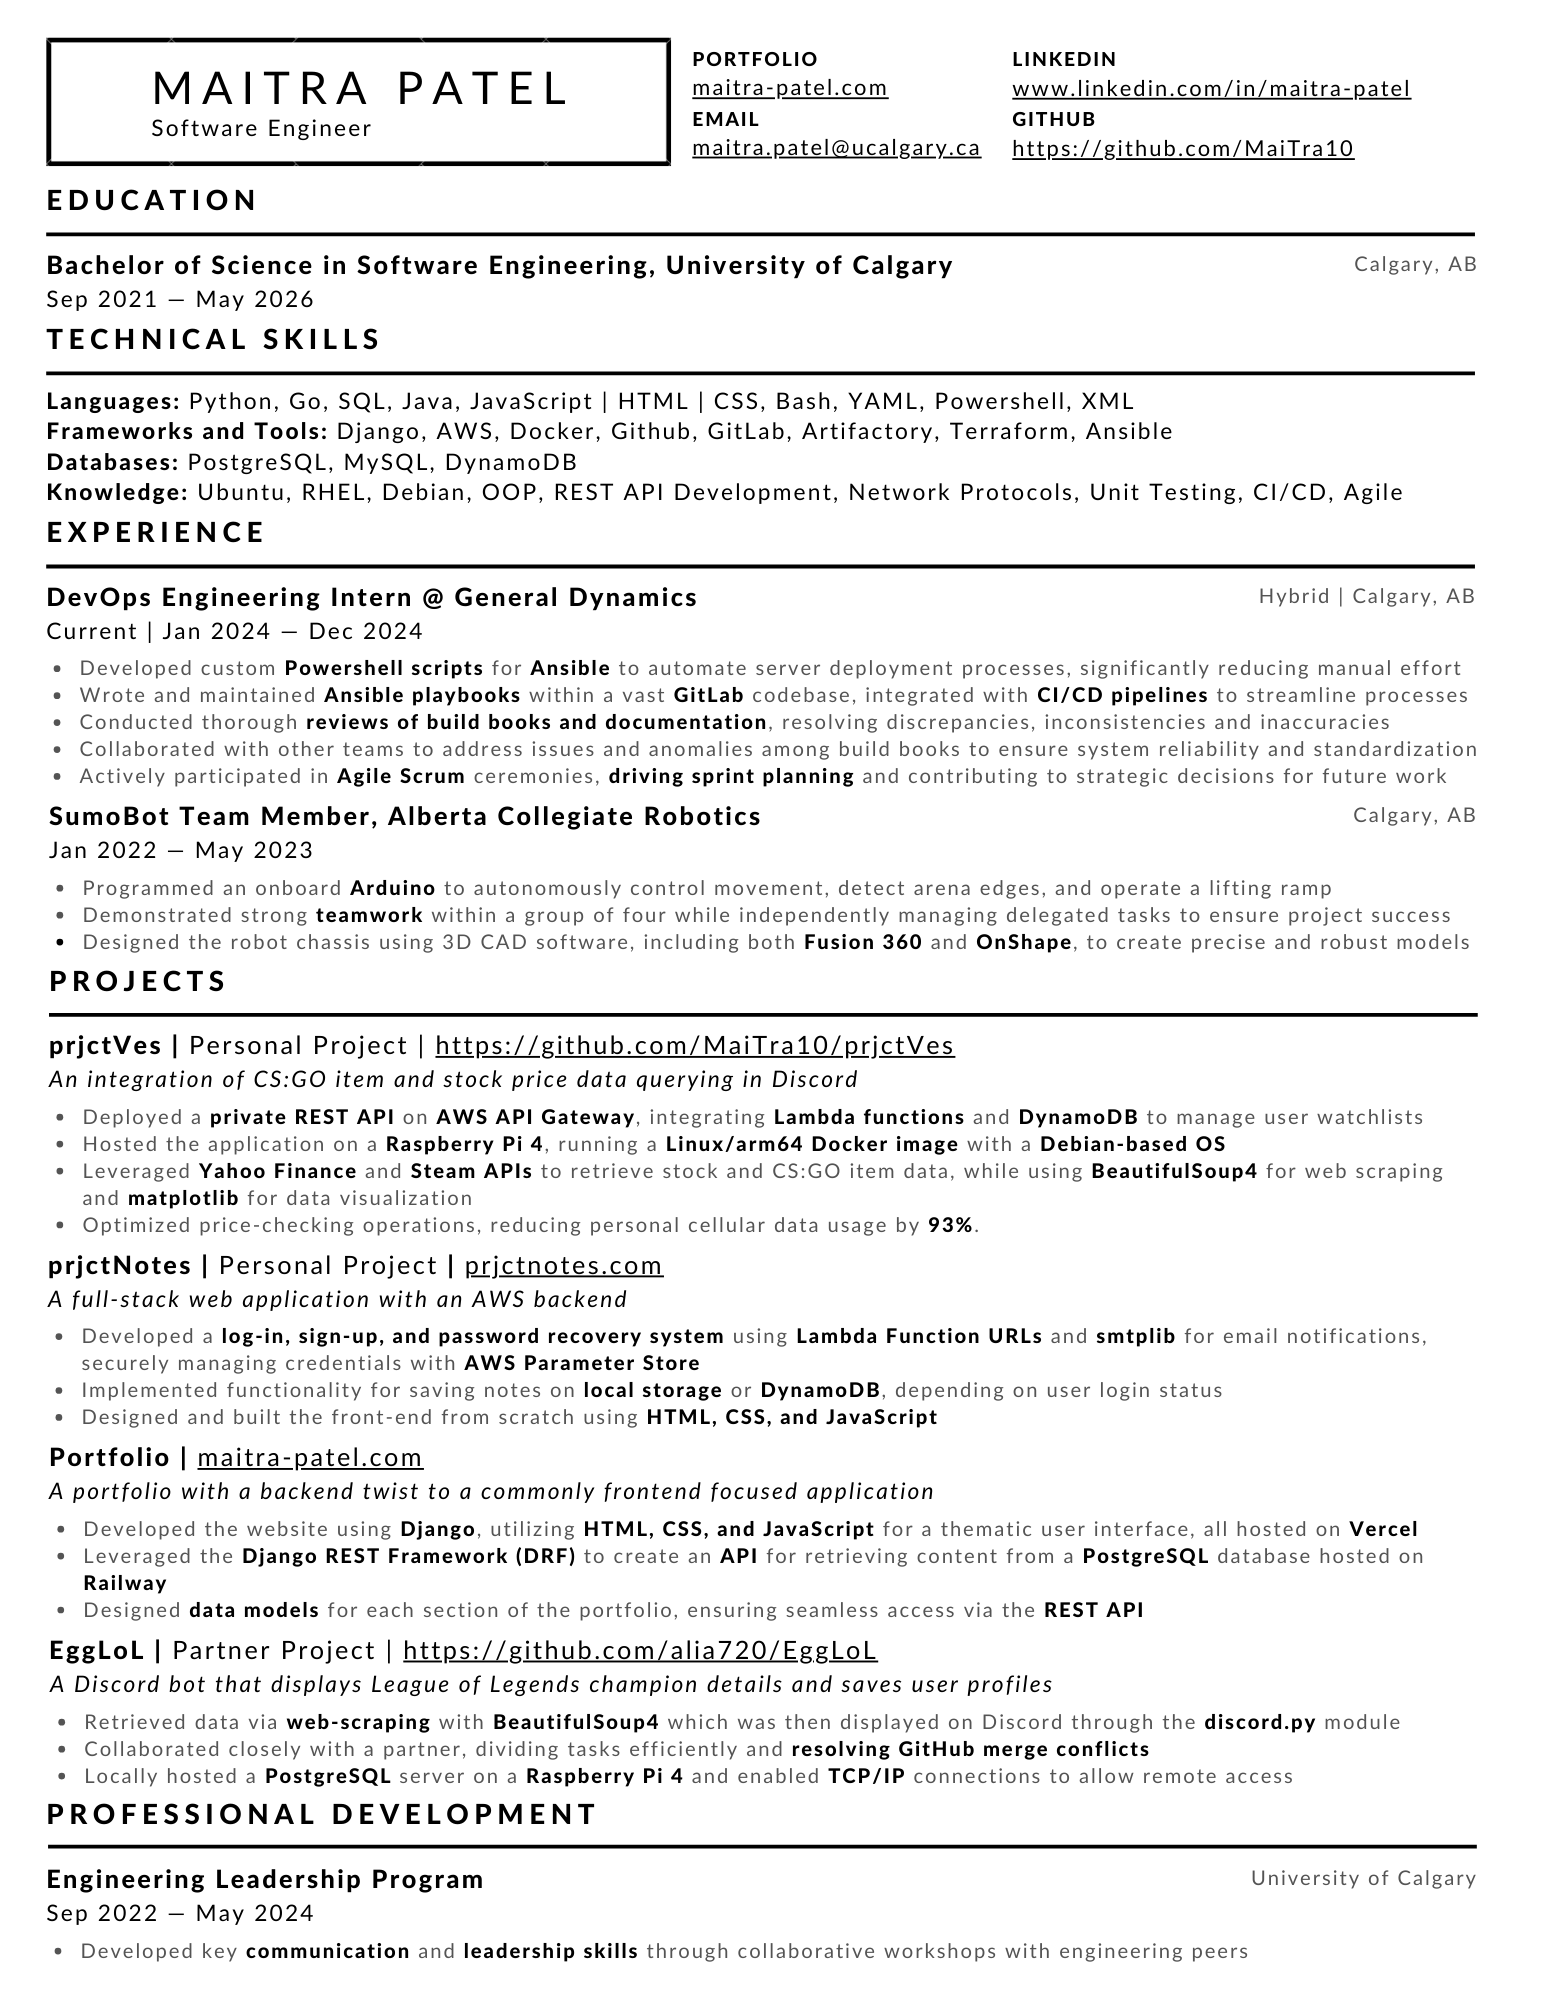 MAITRA PATEL
Software Engineer
PORTFOLIO
maitra-patel.com
EMAIL
maitra.patel@ucalgary.ca
LINKEDIN
www.linkedin.com/in/maitra-patel
GITHUB
https://github.com/MaiTra10
EDUCATION
Bachelor of Science in Software Engineering, University of Calgary
Calgary, AB
Sep 2021 — May 2026
TECHNICAL SKILLS
Languages: Python, Go, SQL, Java, JavaScript | HTML | CSS, Bash, YAML, Powershell, XML
Frameworks and Tools: Django, AWS, Docker, Github, GitLab, Artifactory, Terraform, Ansible
Databases: PostgreSQL, MySQL, DynamoDB
Knowledge: Ubuntu, RHEL, Debian, OOP, REST API Development, Network Protocols, Unit Testing, CI/CD, Agile
EXPERIENCE
DevOps Engineering Intern @ General Dynamics
Hybrid | Calgary, AB
Current | Jan 2024 — Dec 2024
• Developed custom Powershell scripts for Ansible to automate server deployment processes, significantly reducing manual effort
• Wrote and maintained Ansible playbooks within a vast GitLab codebase, integrated with CI/CD pipelines to streamline processes
• Conducted thorough reviews of build books and documentation, resolving discrepancies, inconsistencies and inaccuracies
• Collaborated with other teams to address issues and anomalies among build books to ensure system reliability and standardization
• Actively participated in Agile Scrum ceremonies, driving sprint planning and contributing to strategic decisions for future work
SumoBot Team Member, Alberta Collegiate Robotics
Calgary, AB
Jan 2022 — May 2023
• Programmed an onboard Arduino to autonomously control movement, detect arena edges, and operate a lifting ramp
• Demonstrated strong teamwork within a group of four while independently managing delegated tasks to ensure project success
• Designed the robot chassis using 3D CAD software, including both Fusion 360 and OnShape, to create precise and robust models
PROJECTS
prjctVes | Personal Project | https://github.com/MaiTra10/prjctVes
An integration of CS:GO item and stock price data querying in Discord
• Deployed a private REST API on AWS API Gateway, integrating Lambda functions and DynamoDB to manage user watchlists
• Hosted the application on a Raspberry Pi 4, running a Linux/arm64 Docker image with a Debian-based OS
• Leveraged Yahoo Finance and Steam APIs to retrieve stock and CS:GO item data, while using BeautifulSoup4 for web scraping
and matplotlib for data visualization
• Optimized price-checking operations, reducing personal cellular data usage by 93%.
prjctNotes | Personal Project | prjctnotes.com
A full-stack web application with an AWS backend
• Developed a log-in, sign-up, and password recovery system using Lambda Function URLs and smtplib for email notifications,
securely managing credentials with AWS Parameter Store
• Implemented functionality for saving notes on local storage or DynamoDB, depending on user login status
• Designed and built the front-end from scratch using HTML, CSS, and JavaScript
Portfolio | maitra-patel.com
A portfolio with a backend twist to a commonly frontend focused application
• Developed the website using Django, utilizing HTML, CSS, and JavaScript for a thematic user interface, all hosted on Vercel
• Leveraged the Django REST Framework (DRF) to create an API for retrieving content from a PostgreSQL database hosted on
Railway
• Designed data models for each section of the portfolio, ensuring seamless access via the REST API
EggLoL | Partner Project | https://github.com/alia720/EggLoL
A Discord bot that displays League of Legends champion details and saves user profiles
• Retrieved data via web-scraping with BeautifulSoup4 which was then displayed on Discord through the discord.py module
• Collaborated closely with a partner, dividing tasks efficiently and resolving GitHub merge conflicts
• Locally hosted a PostgreSQL server on a Raspberry Pi 4 and enabled TCP/IP connections to allow remote access
PROFESSIONAL DEVELOPMENT
Engineering Leadership Program
University of Calgary
Sep 2022 — May 2024
• Developed key communication and leadership skills through collaborative workshops with engineering peers